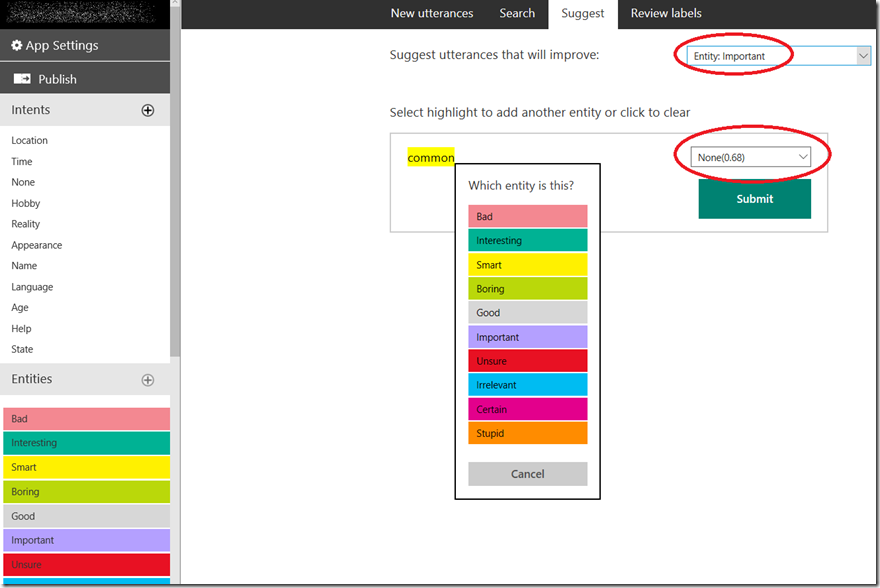 New utterances Search Suggest Review labels
App Settings
Publish
Intents
Location
Time
None
Hobby
Reality
Appearance
Name
Language
Age
Help
State
Entities
Bad
Interesting
Smart
Boring
Good
Important
Unsure
Suggest utterances that will improve:
Entity: Important
Select highlight to add another entity or click to clear
common
None(0.68)
Submit
Which entity is this?
Bad
Interesting
Smart
Boring
Good
Important
Unsure
Irrelevant
Certain
Stupid
Cancel